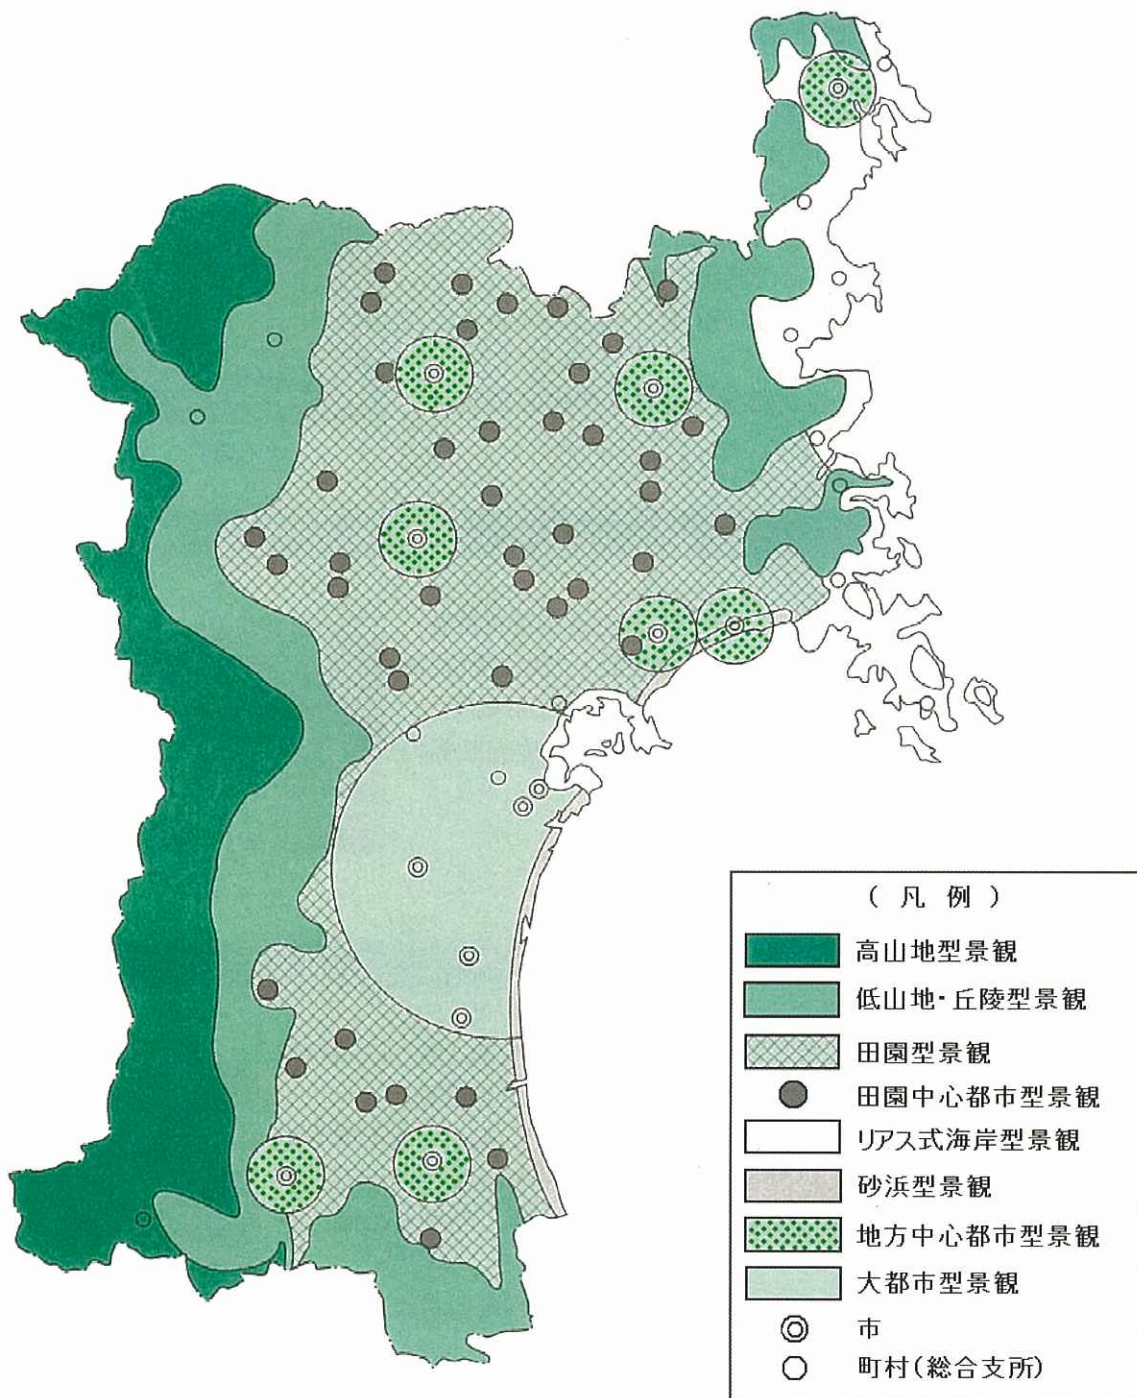 (凡例)
高山地型景観
低山地・丘陵型景観
田園型景観
田園中心都市型景観
リアス式海岸型景観
砂浜型景観
地方中心都市型景観
大都市型景観
市
町村(総合支所)